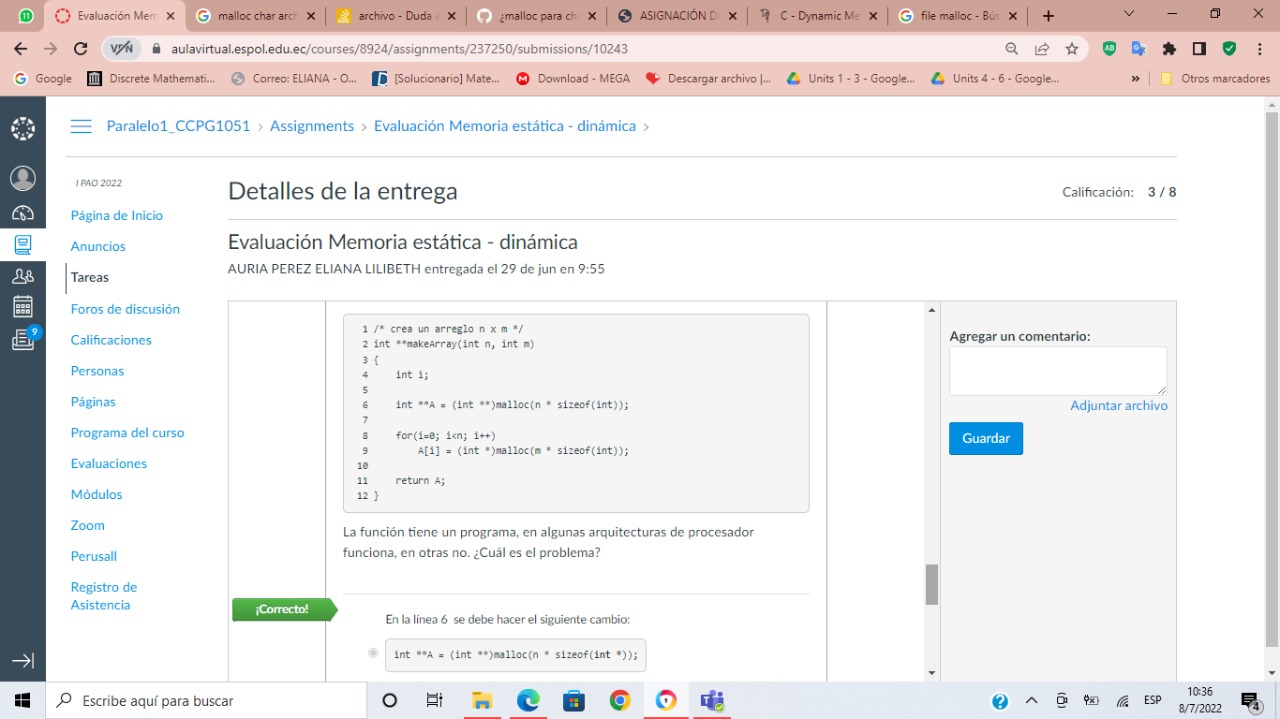 11
Evaluación Mem
malloc char arch
archivo - Duda a
¿malloc para cha
ASIGNACIÓN D
C - Dynamic Me
file malloc - Bús
VPN
aulavirtual.espol.edu.ec/courses/8924/assignments/237250/submissions/10243
Google
Discrete Mathemati...
Correo: ELIANA - O...
[Solucionario] Mate...
Download - MEGA
Descargar archivo |...
Units 1 - 3 - Google...
Units 4 - 6 - Google...
»
Otros marcadores
Paralelo1_CCPG1051 > Assignments > Evaluación Memoria estática - dinámica >
I PAO 2022
Página de Inicio
Anuncios
Tareas
Foros de discusión
Calificaciones
Personas
Páginas
Programa del curso
Evaluaciones
Módulos
Zoom
Perusall
Registro de
Asistencia
9
Detalles de la entrega
Calificación: 3 / 8
Evaluación Memoria estática - dinámica
AURIA PEREZ ELIANA LILIBETH entregada el 29 de jun en 9:55
1 /* crea un arreglo n x m */
2 int **makeArray(int n, int m)
3 {
4 int i;
5
6 int **A = (int **)malloc(n * sizeof(int));
7
8 for(i=0; i<n; i++)
9 A[i] = (int *)malloc(m * sizeof(int));
10
11 return A;
12 }
La función tiene un programa, en algunas arquitecturas de procesador
funciona, en otras no. ¿Cuál es el problema?
¡Correcto!
En la línea 6 se debe hacer el siguiente cambio:
int **A = (int **)malloc(n * sizeof(int *));
Agregar un comentario:
Adjuntar archivo
Guardar
Escribe aquí para buscar
ESP
10:36
8/7/2022
4